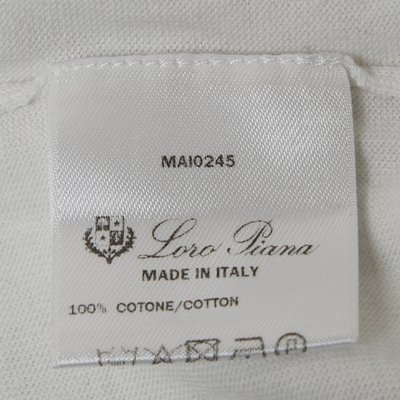 MAI0245
Loro Piana
MADE IN ITALY
100% COTONE/COTTON